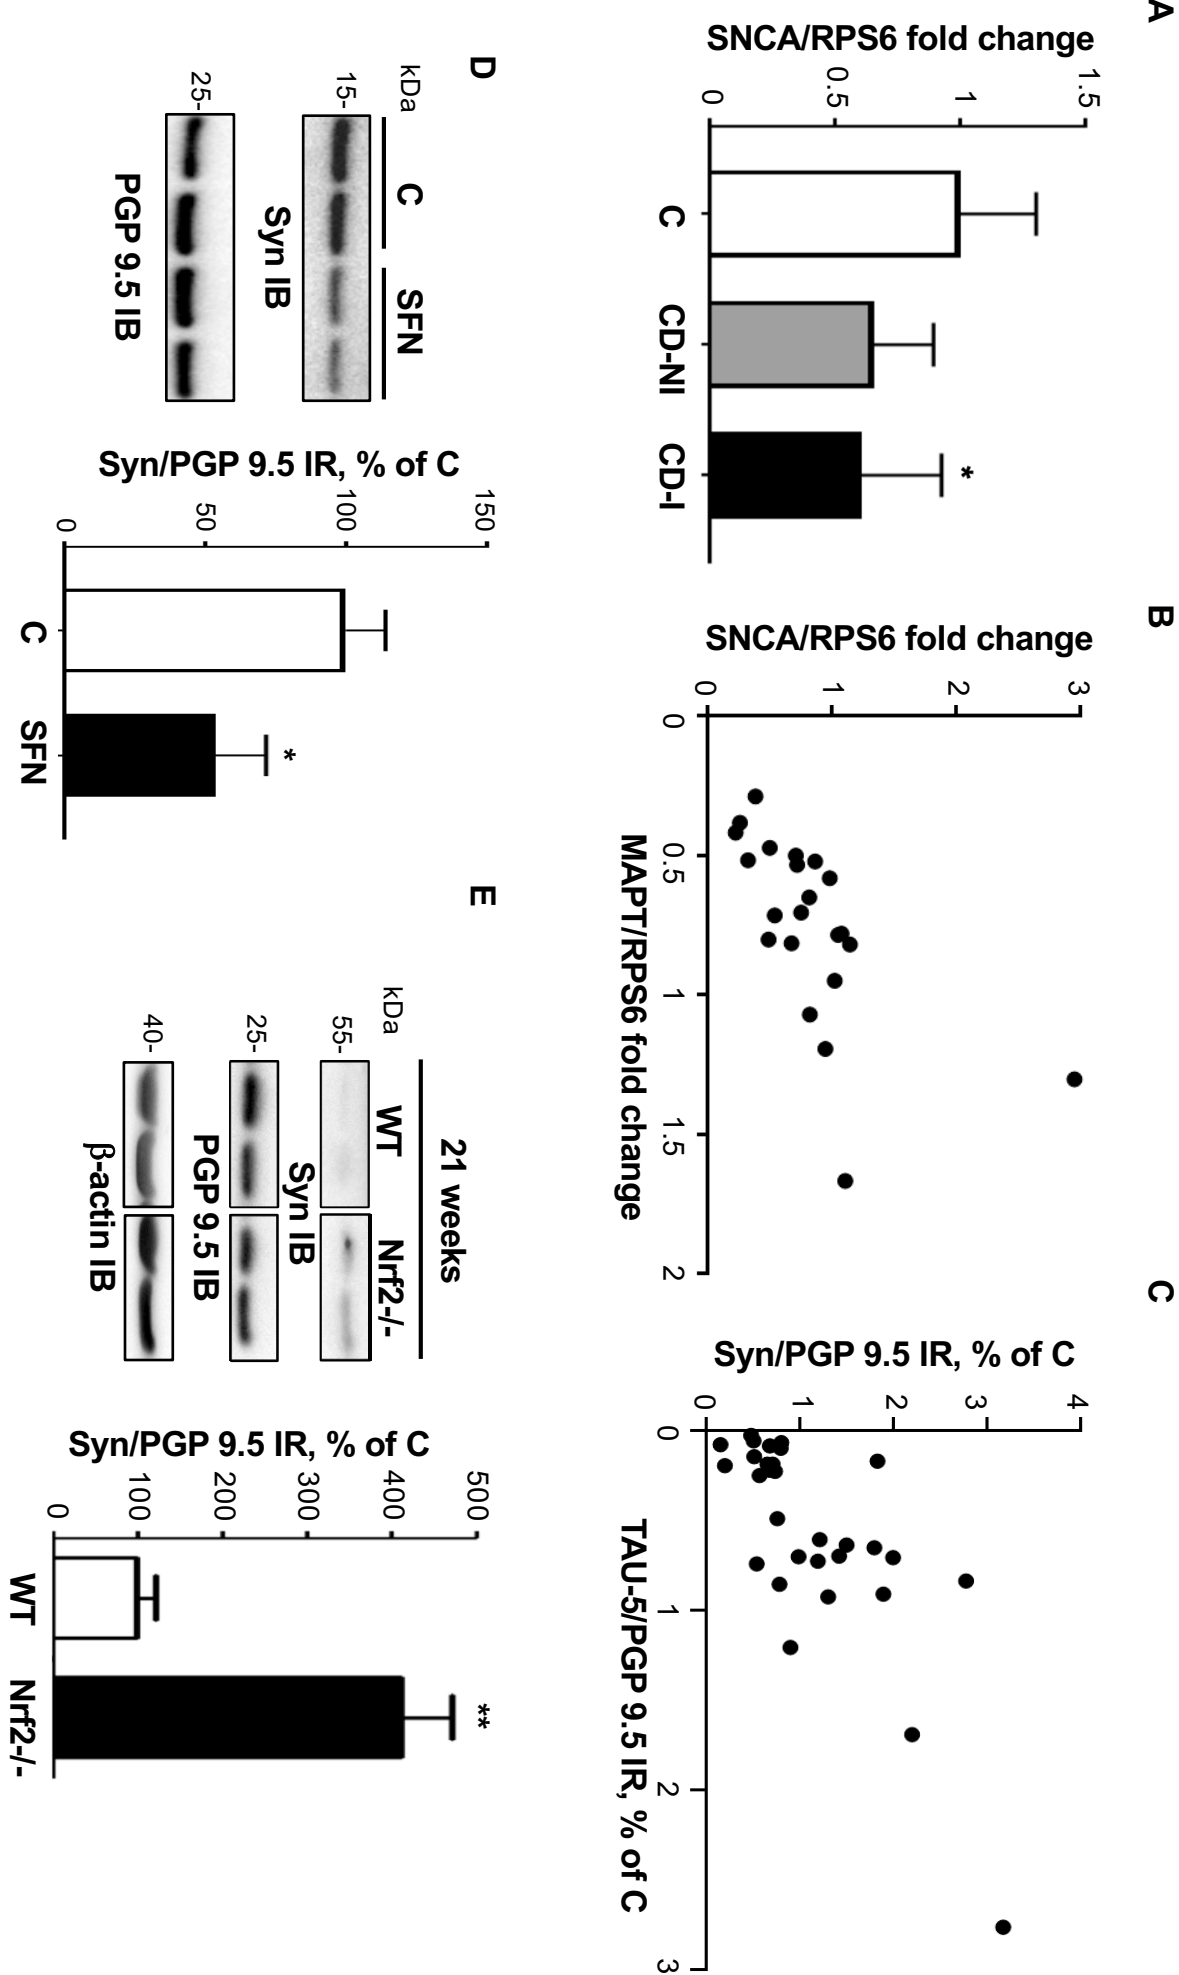 A
SNCA/RPS6 fold change
1.5
1
0.5
0
C
CD-NI
CD-I
*
B
SNCA/RPS6 fold change
3
2
1
0
0
0.5
1
1.5
2
MAPT/RPS6 fold change
C
Syn/PGP 9.5 IR, % of C
4
3
2
1
0
0
1
2
3
TAU-5/PGP 9.5 IR, % of C
D
kDa
C
SFN
15-
Syn IB
25-
PGP 9.5 IB
Syn/PGP 9.5 IR, % of C
150
100
50
0
C
SFN
*
E
21 weeks
kDa
WT
Nrf2-/-
55-
Syn IB
25-
PGP 9.5 IB
40-
β-actin IB
Syn/PGP 9.5 IR, % of C
500
400
300
200
100
0
WT
Nrf2-/-
**